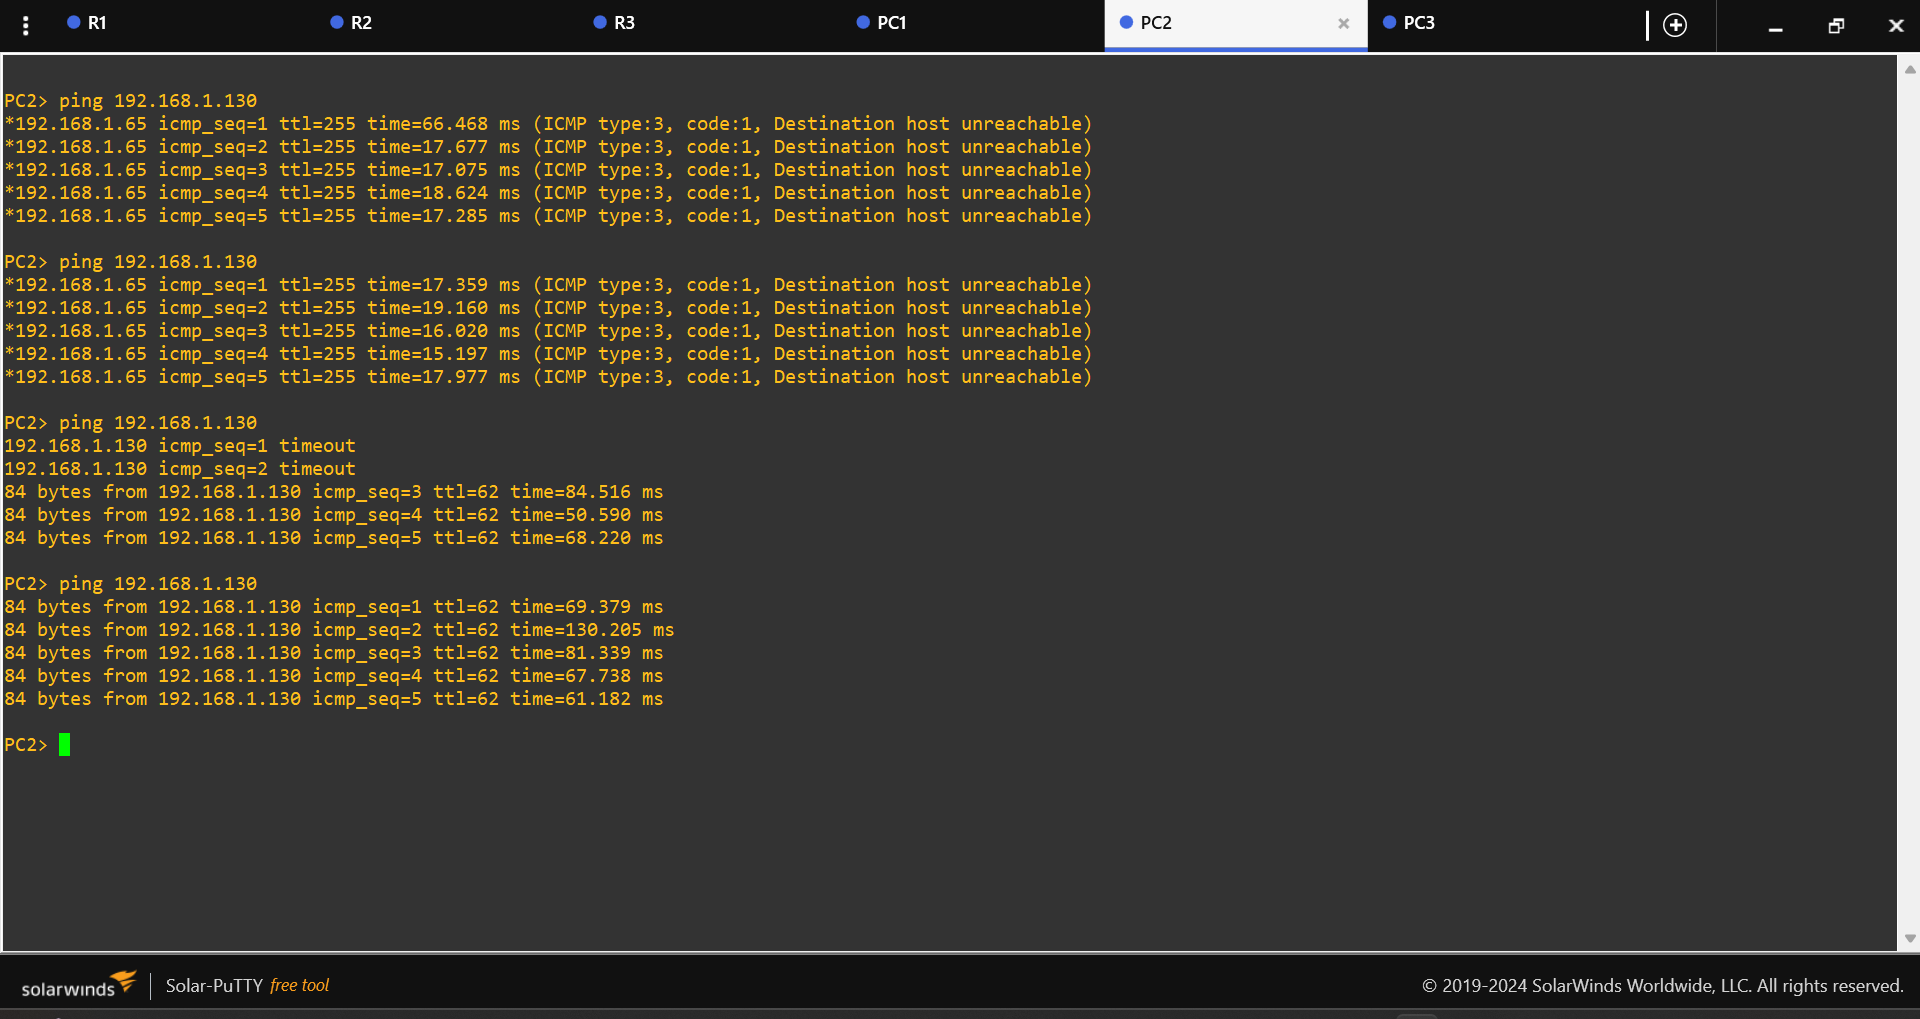 R1
R2
R3
PC1
PC2
PC3
PC2> ping 192.168.1.130
*192.168.1.65 icmp_seq=1 ttl=255 time=66.468 ms (ICMP type:3, code:1, Destination host unreachable)
*192.168.1.65 icmp_seq=2 ttl=255 time=17.677 ms (ICMP type:3, code:1, Destination host unreachable)
*192.168.1.65 icmp_seq=3 ttl=255 time=17.075 ms (ICMP type:3, code:1, Destination host unreachable)
*192.168.1.65 icmp_seq=4 ttl=255 time=18.624 ms (ICMP type:3, code:1, Destination host unreachable)
*192.168.1.65 icmp_seq=5 ttl=255 time=17.285 ms (ICMP type:3, code:1, Destination host unreachable)
PC2> ping 192.168.1.130
*192.168.1.65 icmp_seq=1 ttl=255 time=17.359 ms (ICMP type:3, code:1, Destination host unreachable)
*192.168.1.65 icmp_seq=2 ttl=255 time=19.160 ms (ICMP type:3, code:1, Destination host unreachable)
*192.168.1.65 icmp_seq=3 ttl=255 time=16.020 ms (ICMP type:3, code:1, Destination host unreachable)
*192.168.1.65 icmp_seq=4 ttl=255 time=15.197 ms (ICMP type:3, code:1, Destination host unreachable)
*192.168.1.65 icmp_seq=5 ttl=255 time=17.977 ms (ICMP type:3, code:1, Destination host unreachable)
PC2> ping 192.168.1.130
192.168.1.130 icmp_seq=1 timeout
192.168.1.130 icmp_seq=2 timeout
84 bytes from 192.168.1.130 icmp_seq=3 ttl=62 time=84.516 ms
84 bytes from 192.168.1.130 icmp_seq=4 ttl=62 time=50.590 ms
84 bytes from 192.168.1.130 icmp_seq=5 ttl=62 time=68.220 ms
PC2> ping 192.168.1.130
84 bytes from 192.168.1.130 icmp_seq=1 ttl=62 time=69.379 ms
84 bytes from 192.168.1.130 icmp_seq=2 ttl=62 time=130.205 ms
84 bytes from 192.168.1.130 icmp_seq=3 ttl=62 time=81.339 ms
84 bytes from 192.168.1.130 icmp_seq=4 ttl=62 time=67.738 ms
84 bytes from 192.168.1.130 icmp_seq=5 ttl=62 time=61.182 ms
PC2>
solarwinds
Solar-PuTTY free tool
© 2019-2024 SolarWinds Worldwide, LLC. All rights reserved.